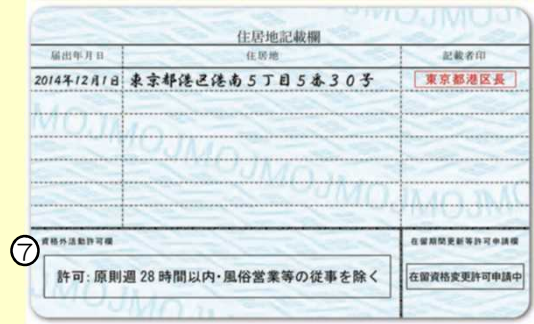 住居地記載欄
届出年月日 住居地 記載者印
2014年12月1日 東京都港区港南5丁目5番30号 東京都港区長
⑦ 資格外活動許可欄 在留期間更新等許可申請欄
許可:原則週28時間以内・風俗営業等の従事を除く 在留資格変更許可申請中
MOJMOJMOJMOJMOJ